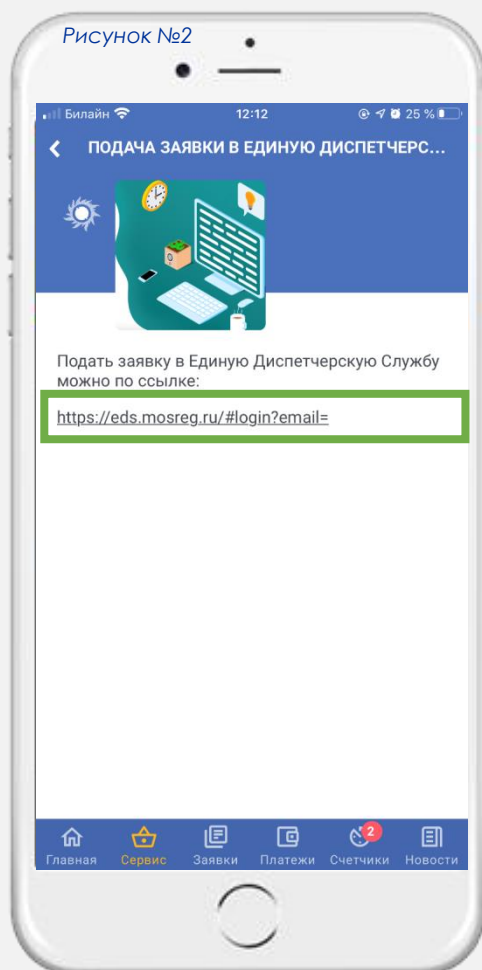 Рисунок №2
Билайн 12:12 25 %
ПОДАЧА ЗАЯВКИ В ЕДИНУЮ ДИСПЕТЧЕРС...
Подать заявку в Единую Диспетчерскую Службу
можно по ссылке:
https://eds.mosreg.ru/#login?email=
2
Главная Сервис Заявки Платежи Счетчики Новости